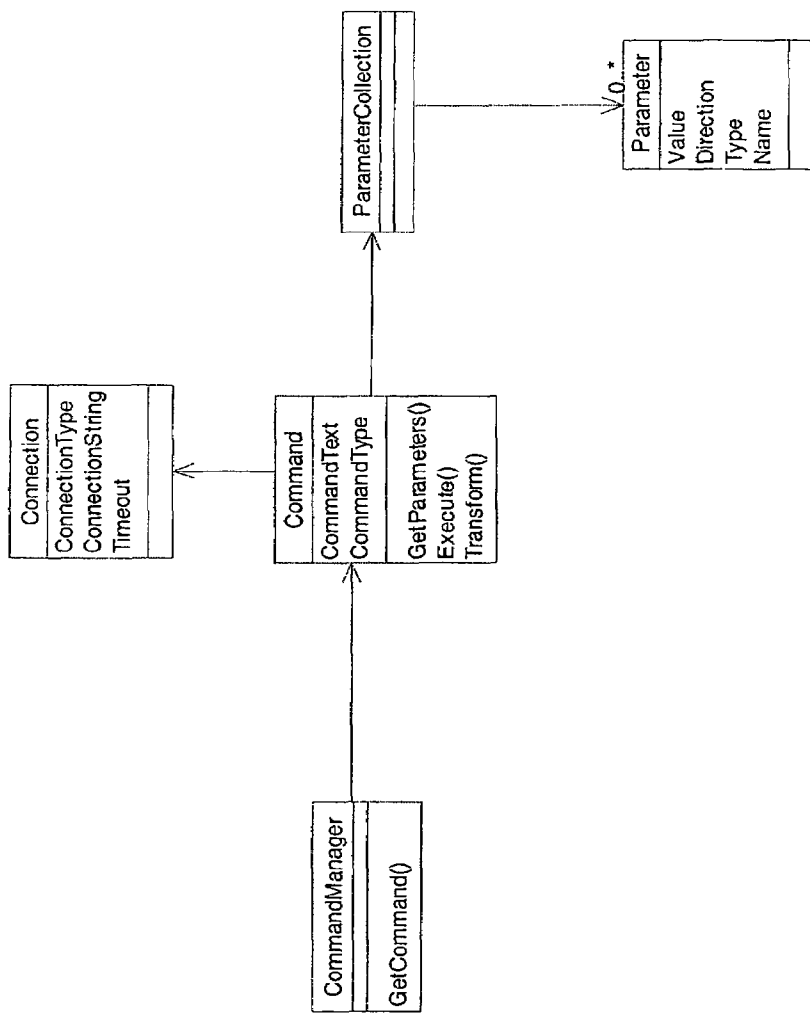 Connection
ConnectionType
ConnectionString
Timeout
CommandManager
GetCommand()
Command
CommandText
CommandType
GetParameters()
Execute()
Transform()
ParameterCollection
0..*
Parameter
Value
Direction
Type
Name